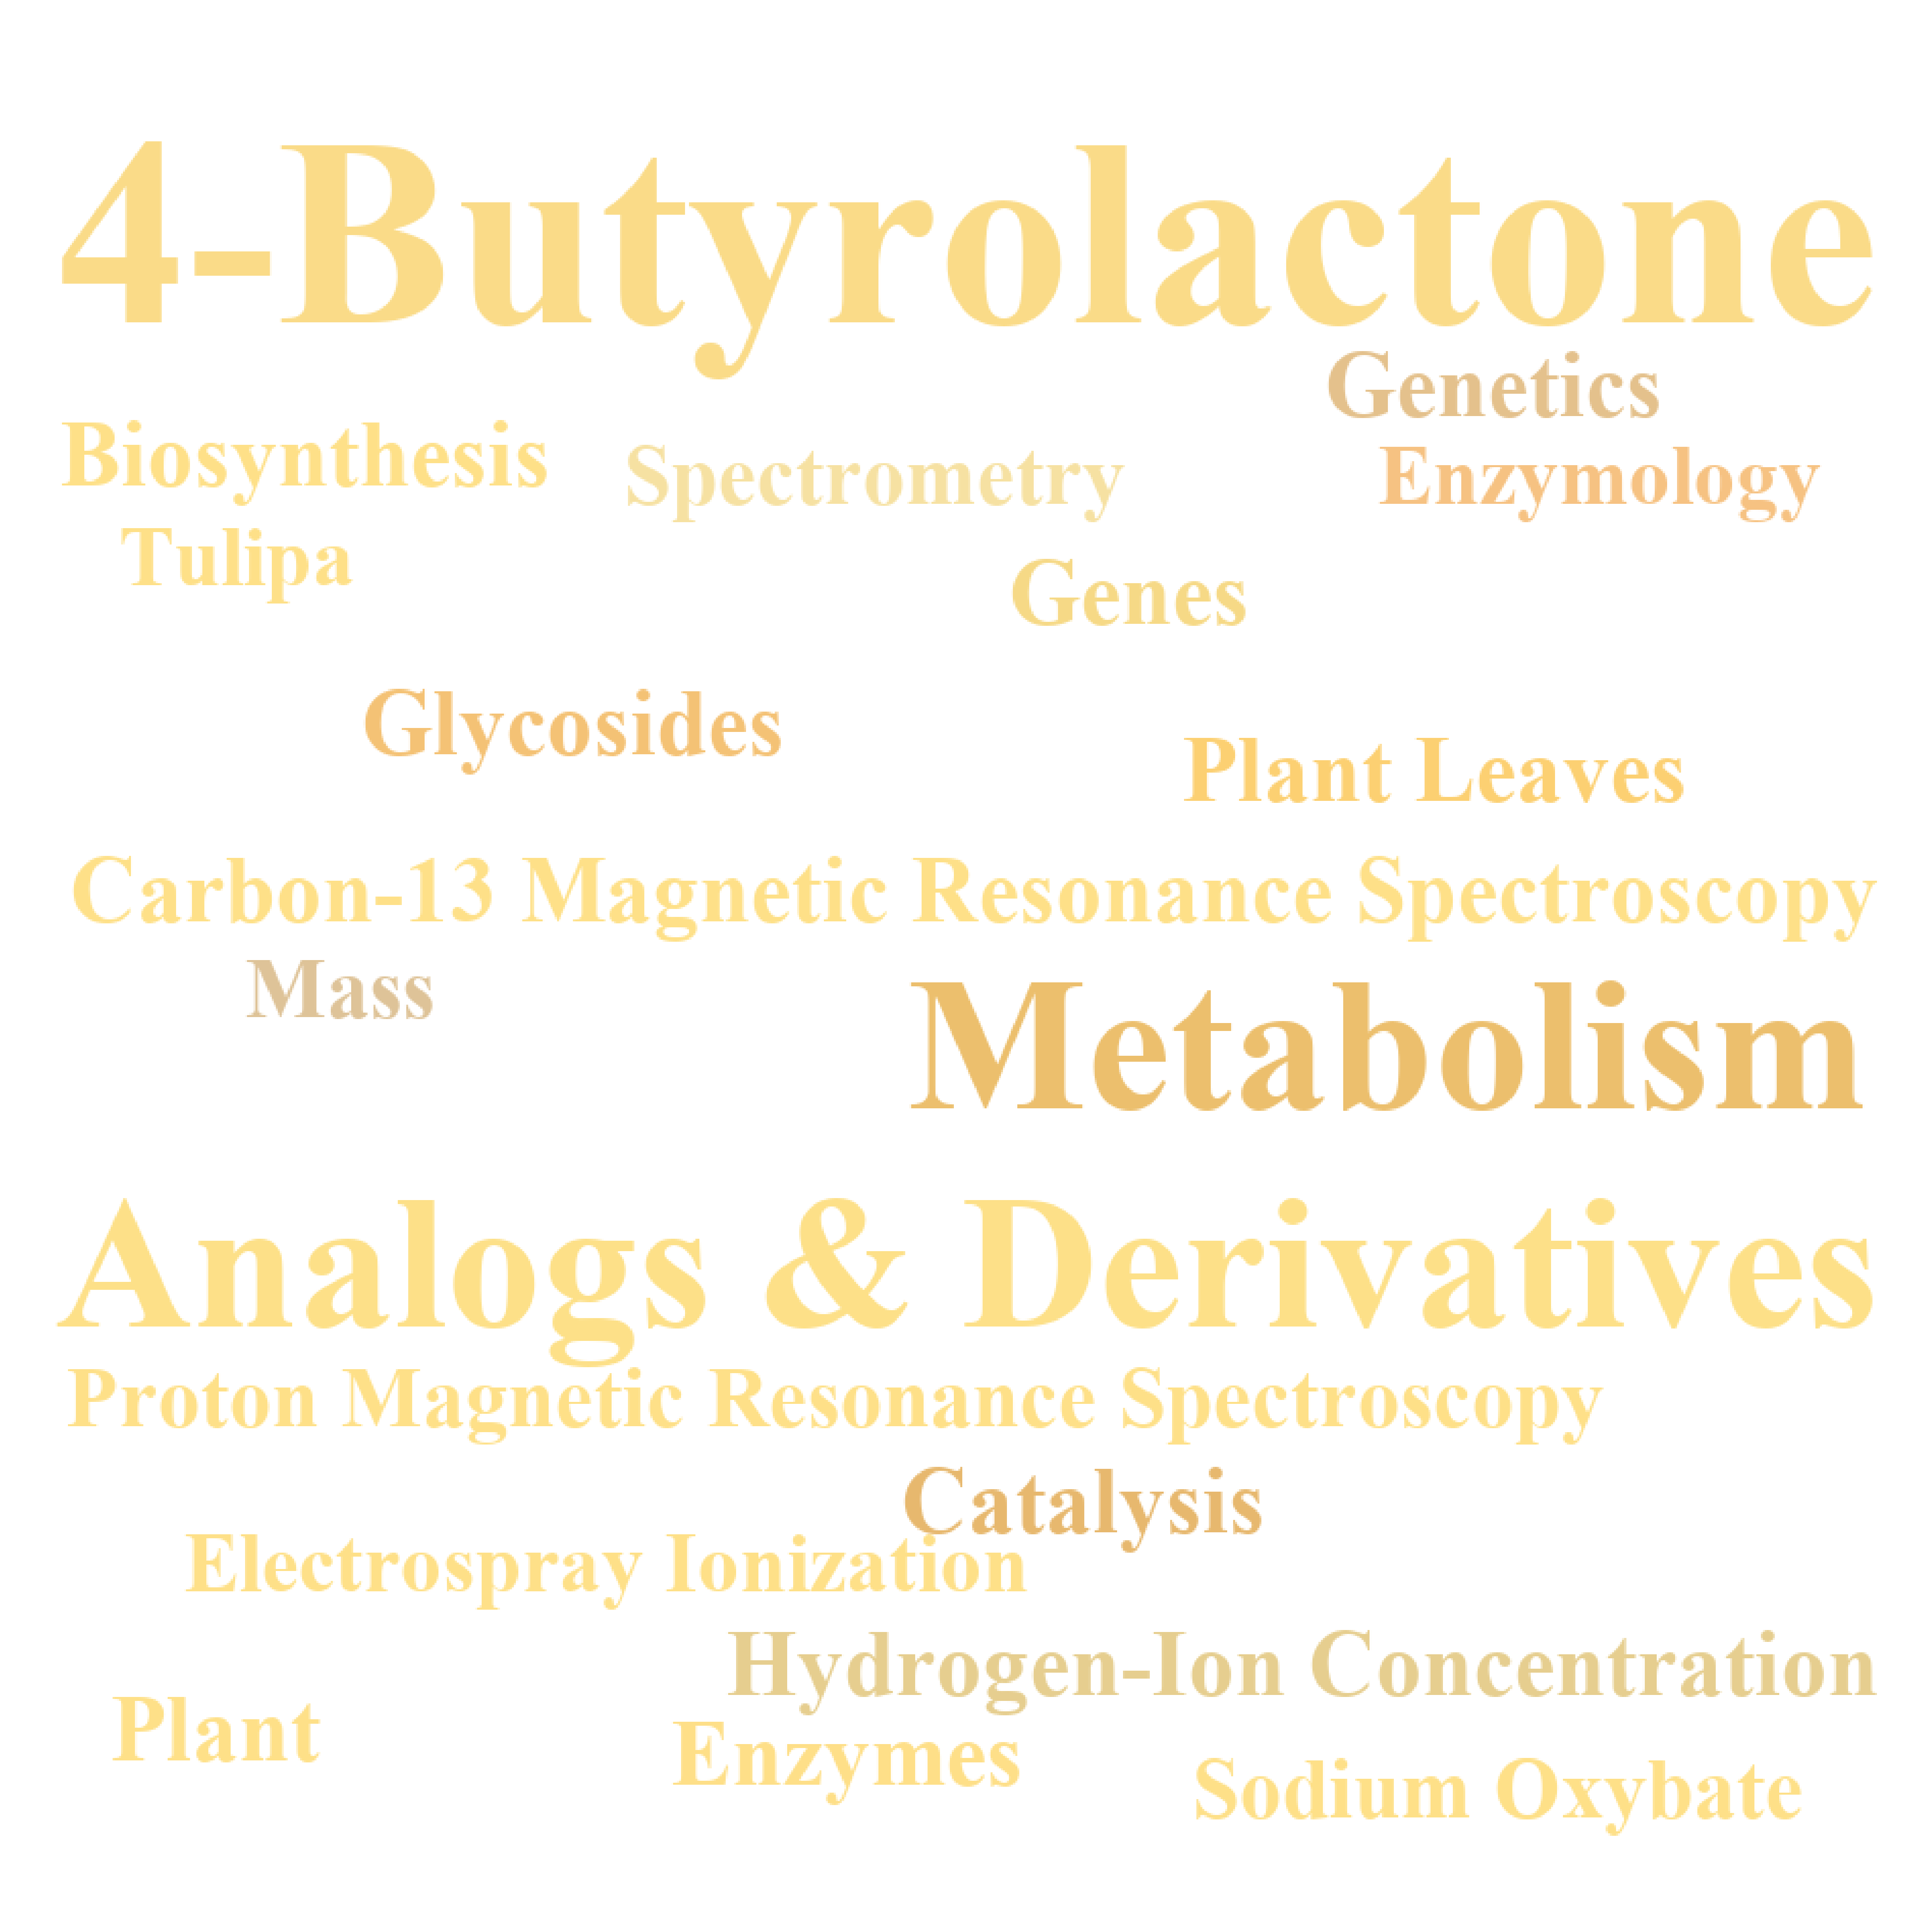 4-Butyrolactone
Genetics
Biosynthesis
Spectrometry
Enzymology
Tulipa
Genes
Glycosides
Plant Leaves
Carbon-13 Magnetic Resonance Spectroscopy
Mass
Metabolism
Analogs & Derivatives
Proton Magnetic Resonance Spectroscopy
Catalysis
Electrospray Ionization
Hydrogen-Ion Concentration
Plant
Enzymes
Sodium Oxybate